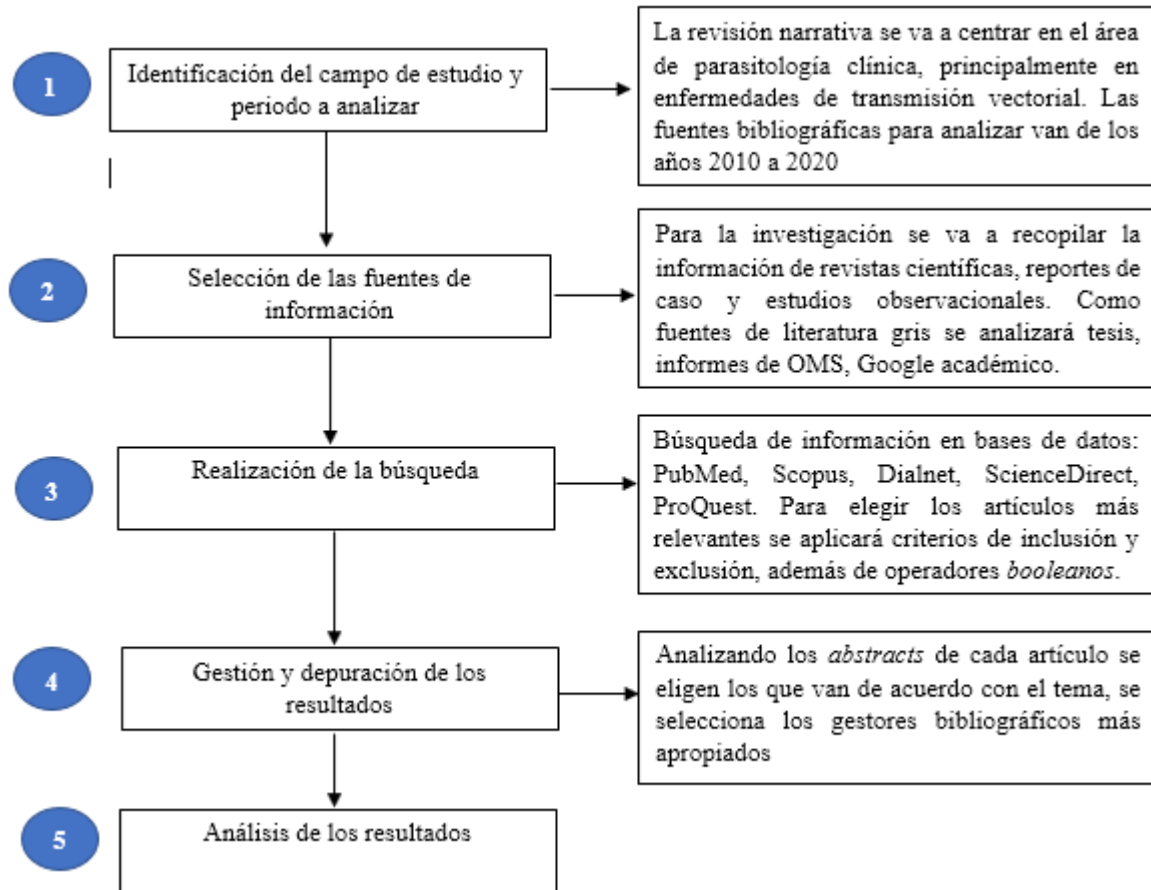 1
Identificación del campo de estudio y
periodo a analizar
La revisión narrativa se va a centrar en el área
de parasitología clínica, principalmente en
enfermedades de transmisión vectorial. Las
fuentes bibliográficas para analizar van de los
años 2010 a 2020
2
Selección de las fuentes de
información
Para la investigación se va a recopilar la
información de revistas científicas, reportes de
caso y estudios observacionales. Como
fuentes de literatura gris se analizará tesis,
informes de OMS, Google académico.
3
Realización de la búsqueda
Búsqueda de información en bases de datos:
PubMed, Scopus, Dialnet, ScienceDirect,
ProQuest. Para elegir los artículos más
relevantes se aplicará criterios de inclusión y
exclusión, además de operadores booleanos.
4
Gestión y depuración de los
resultados
Analizando los abstracts de cada artículo se
eligen los que van de acuerdo con el tema, se
selecciona los gestores bibliográficos más
apropiados
5
Análisis de los resultados